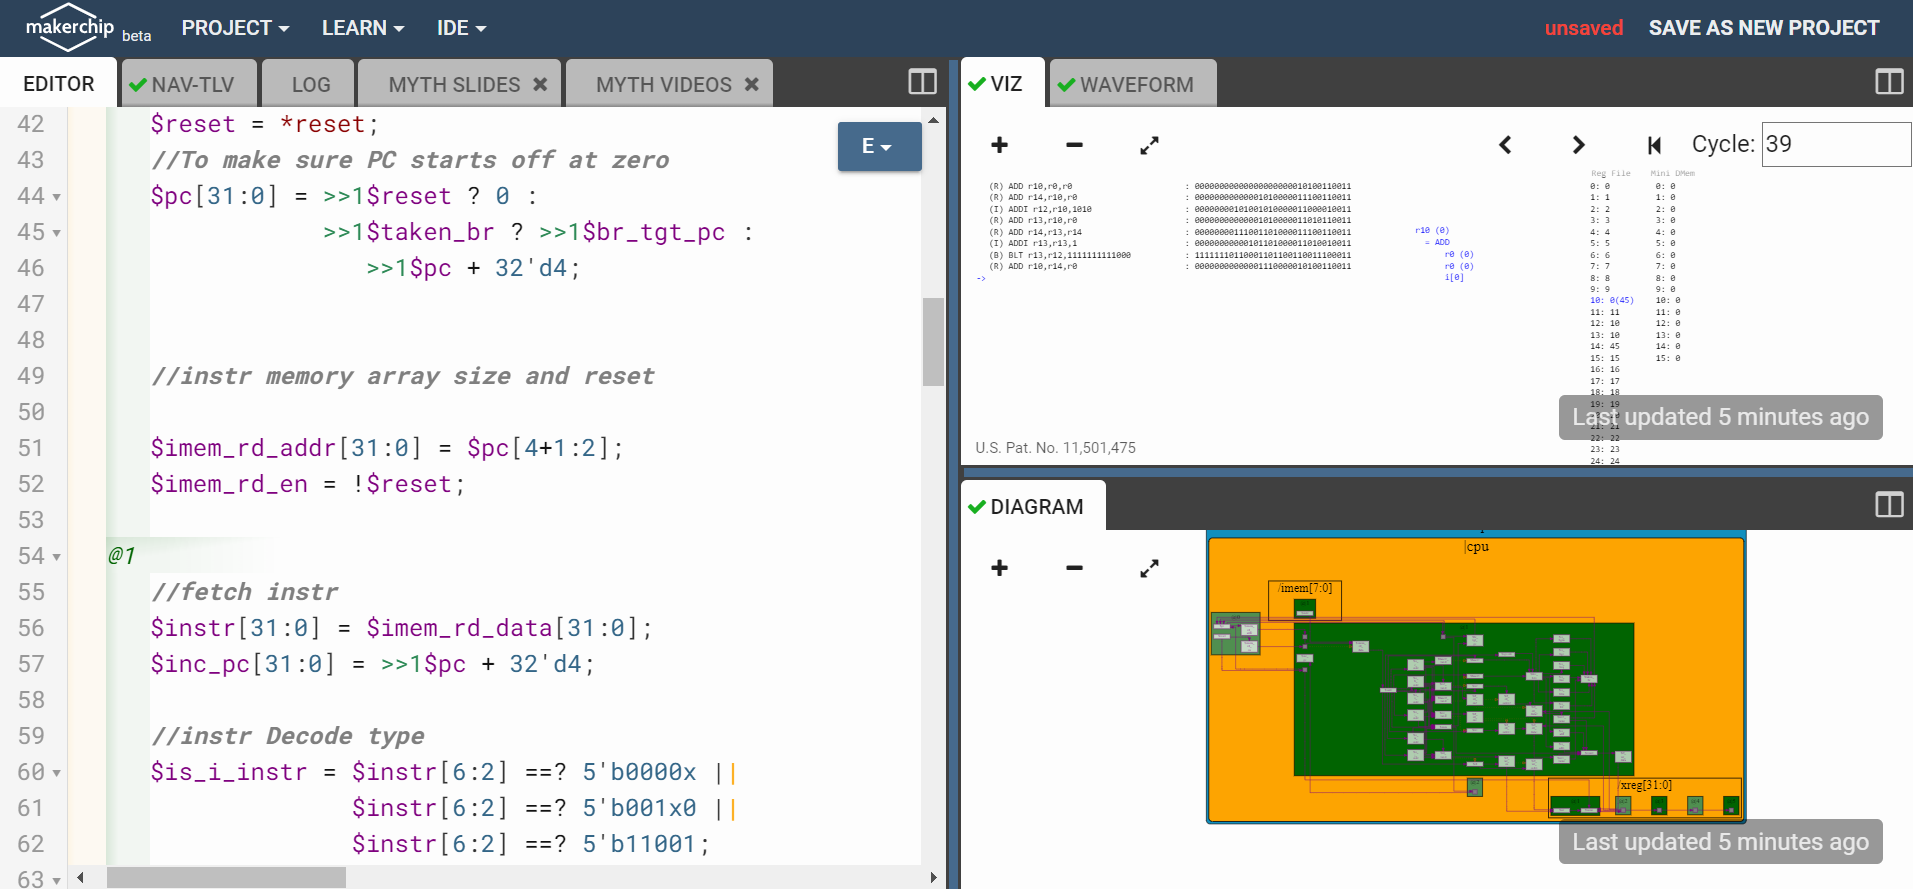 makerchip beta PROJECT LEARN IDE unsaved SAVE AS NEW PROJECT
EDITOR NAV-TLV LOG MYTH SLIDES MYTH VIDEOS
42 $reset = *reset;
43 //To make sure PC starts off at zero
44 $pc[31:0] = >>1$reset ? 0 :
45 >>1$taken_br ? >>1$br_tgt_pc :
46 >>1$pc + 32'd4;
47
48
49 //instr memory array size and reset
50
51 $imem_rd_addr[31:0] = $pc[4+1:2];
52 $imem_rd_en = !$reset;
53
54 @1
55 //fetch instr
56 $instr[31:0] = $imem_rd_data[31:0];
57 $inc_pc[31:0] = >>1$pc + 32'd4;
58
59 //instr Decode type
60 $is_i_instr = $instr[6:2] ==? 5'b0000x ||
61 $instr[6:2] ==? 5'b001x0 ||
62 $instr[6:2] ==? 5'b11001;
63
E
VIZ WAVEFORM
Cycle: 39
(R) ADD r10,r0,r0 : 00000000000000000000010100110011
(R) ADD r14,r10,r0 : 00000000000001010000011100110011
(I) ADDI r12,r10,1010 : 00000000101001010000011000010011
(R) ADD r13,r10,r0 : 00000000000001010000011010110011
(R) ADD r14,r13,r14 : 00000000111001101000011100110011
(I) ADDI r13,r13,1 : 00000000000101101000011010010011
(B) BLT r13,r12,1111111111000 : 11111110110001101100110011100011
(R) ADD r10,r14,r0 : 00000000000001110000010100110011
->
r10 (0)
= ADD
r0 (0)
r0 (0)
i[0]
Reg File Mini DMem
0: 0 0: 0
1: 1 1: 0
2: 2 2: 0
3: 3 3: 0
4: 4 4: 0
5: 5 5: 0
6: 6 6: 0
7: 7 7: 0
8: 8 8: 0
9: 9 9: 0
10: 0(45) 10: 0
11: 11 11: 0
12: 10 12: 0
13: 10 13: 0
14: 45 14: 0
15: 15 15: 0
16: 16
17: 17
18: 18
19: 19
21: 21
22: 22
23: 23
24: 24
Last updated 5 minutes ago
U.S. Pat. No. 11,501,475
DIAGRAM
|cpu
/imem[7:0]
/xreg[31:0]
Last updated 5 minutes ago